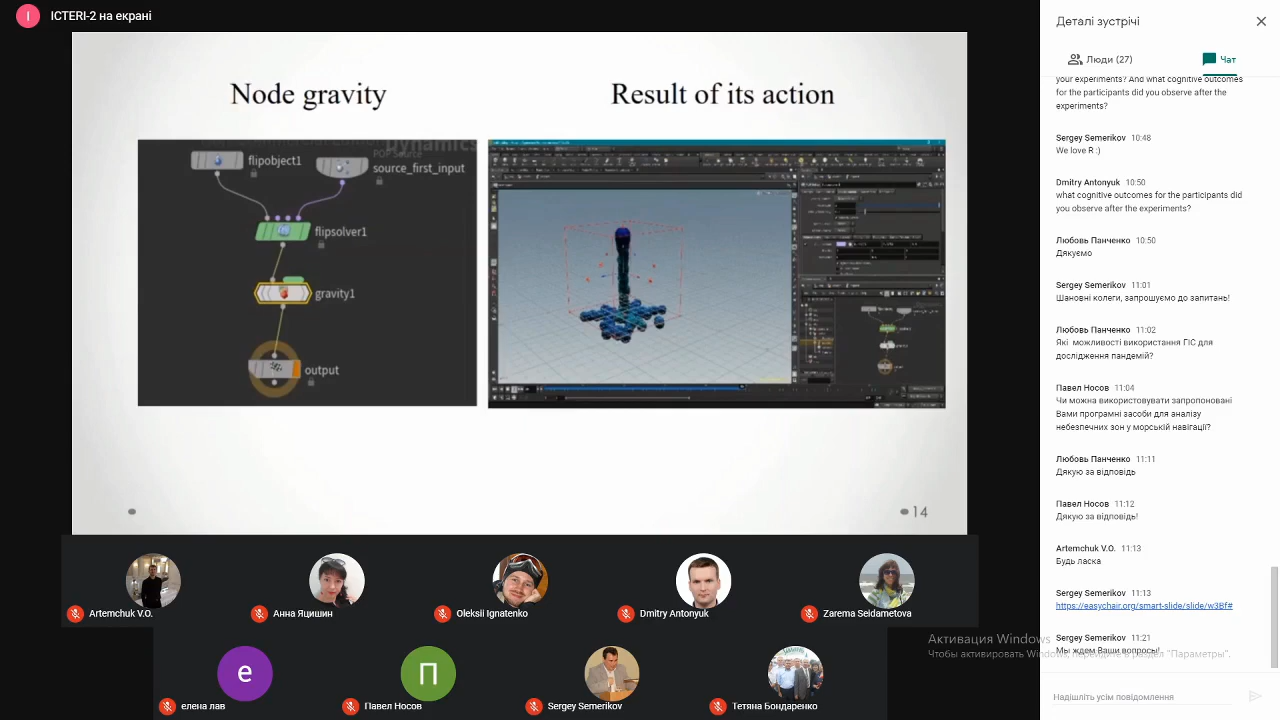 ICTERI-2 на екрані
Node gravity
Result of its action
Dynamics
flipobject1
POP Source
source_first_input
flipsolver1
gravity1
output
14
Artemchuk V.O.
Анна Яцишин
Oleksii Ignatenko
Dmitry Antonyuk
Zarema Seidametova
е
елена лав
П
Павел Носов
Sergey Semerikov
Тетяна Бондаренко
Деталі зустрічі
Люди (27)
Чат
your experiments? And what cognitive outcomes
for the participants did you observe after the
experiments?
Sergey Semerikov 10:48
We love R :)
Dmitry Antonyuk 10:50
what cognitive outcomes for the participants did
you observe after the experiments?
Любовь Панченко 10:50
Дякуємо
Sergey Semerikov 11:01
Шановні колеги, запрошуємо до запитань!
Любовь Панченко 11:02
Які можливості використання ГІС для
дослідження пандемій?
Павел Носов 11:04
Чи можна використовувати запропоновані
Вами програмні засоби для аналізу
небезпечних зон у морській навігації?
Любовь Панченко 11:11
Дякую за відповідь
Павел Носов 11:12
Дякую за відповідь!
Artemchuk V.O. 11:13
Будь ласка
Sergey Semerikov 11:13
https://easychair.org/smart-slide/slide/w3Bf#
Sergey Semerikov 11:21
Мы ждем Ваши вопросы!
Активация Windows
Чтобы активировать Windows, перейдите в раздел "Параметры".
Надішліть усім повідомлення